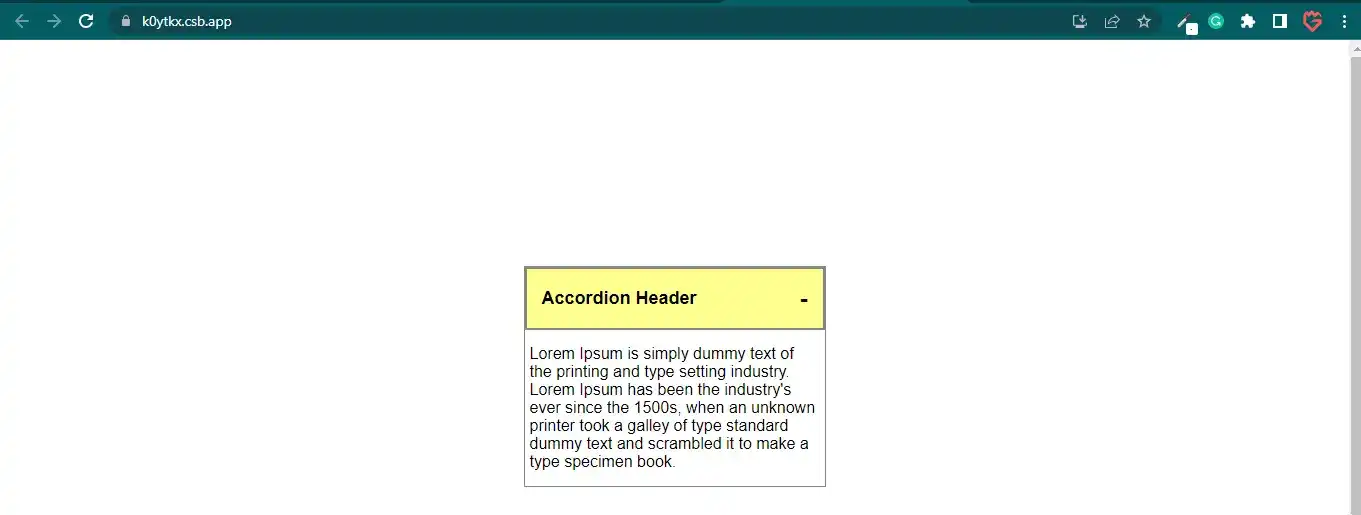 k0ytkx.csb.app
Accordion Header -
Lorem Ipsum is simply dummy text of
the printing and type setting industry.
Lorem Ipsum has been the industry's
ever since the 1500s, when an unknown
printer took a galley of type standard
dummy text and scrambled it to make a
type specimen book.